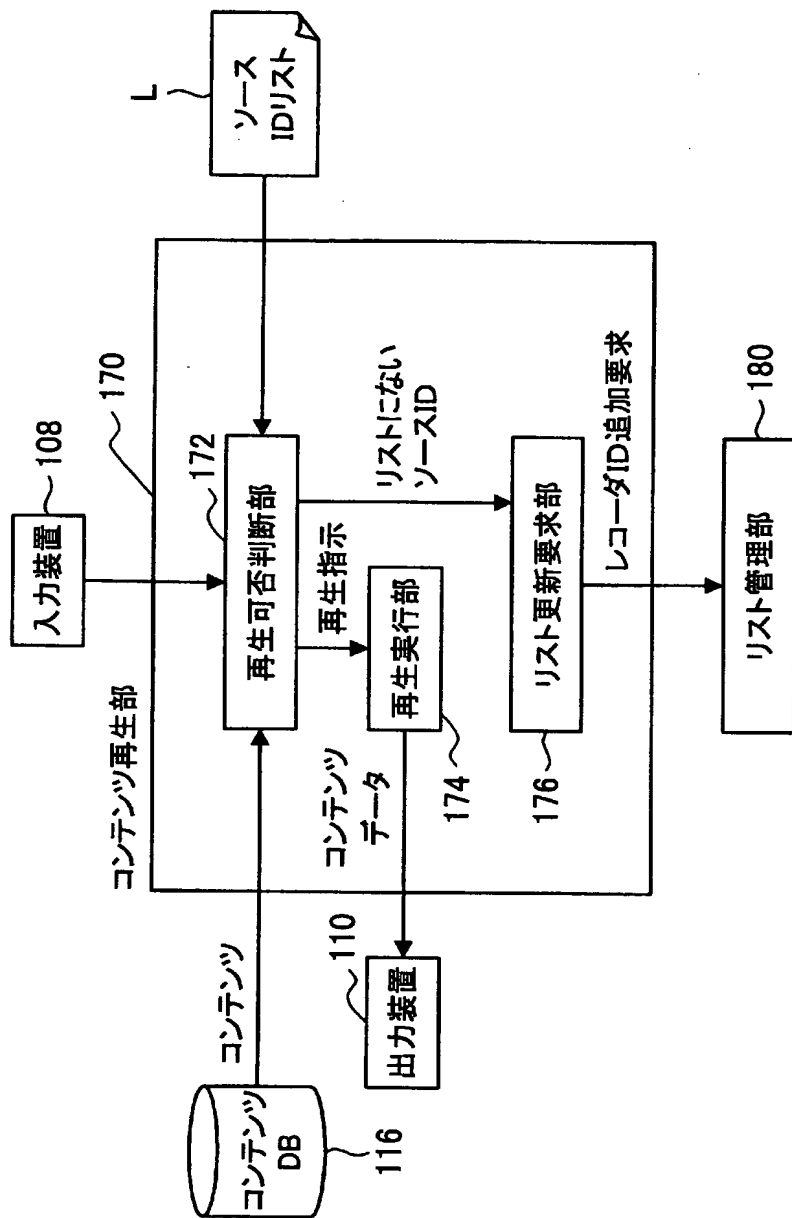 入力装置
108
コンテンツ再生部
170
L
ソース
IDリスト
コンテンツ
DB
116
コンテンツ
再生可否判断部
172
再生指示
リストにない
ソースID
再生実行部
174
コンテンツ
データ
出力装置
110
リスト更新要求部
176
レコーダID追加要求
リスト管理部
180